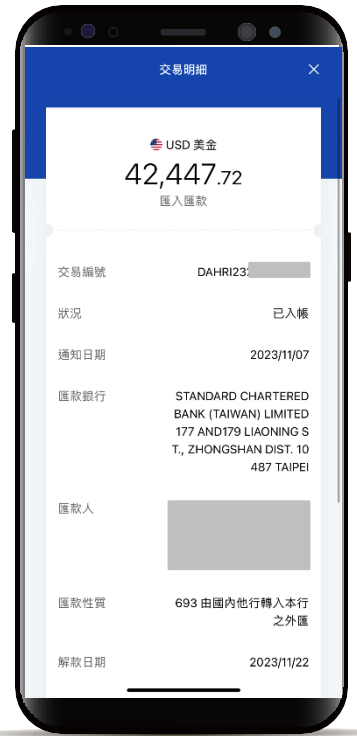 交易明細
USD 美金
42,447.72
匯入匯款
交易編號
DAHRI23
狀況
已入帳
通知日期
2023/11/07
匯款銀行
STANDARD CHARTERED
BANK (TAIWAN) LIMITED
177 AND179 LIAONING S
T., ZHONGSHAN DIST. 10
487 TAIPEI
匯款人
匯款性質
693 由國內他行轉入本行
之外匯
解款日期
2023/11/22